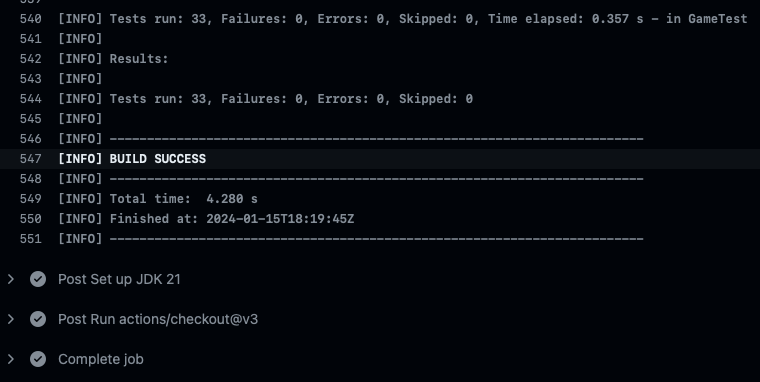 540 [INFO] Tests run: 33, Failures: 0, Errors: 0, Skipped: 0, Time elapsed: 0.357 s - in GameTest
541 [INFO]
542 [INFO] Results:
543 [INFO]
544 [INFO] Tests run: 33, Failures: 0, Errors: 0, Skipped: 0
545 [INFO]
546 [INFO] ------------------------------------------------------------------------
547 [INFO] BUILD SUCCESS
548 [INFO] ------------------------------------------------------------------------
549 [INFO] Total time:  4.280 s
550 [INFO] Finished at: 2024-01-15T18:19:45Z
551 [INFO] ------------------------------------------------------------------------
Post Set up JDK 21
Post Run actions/checkout@v3
Complete job